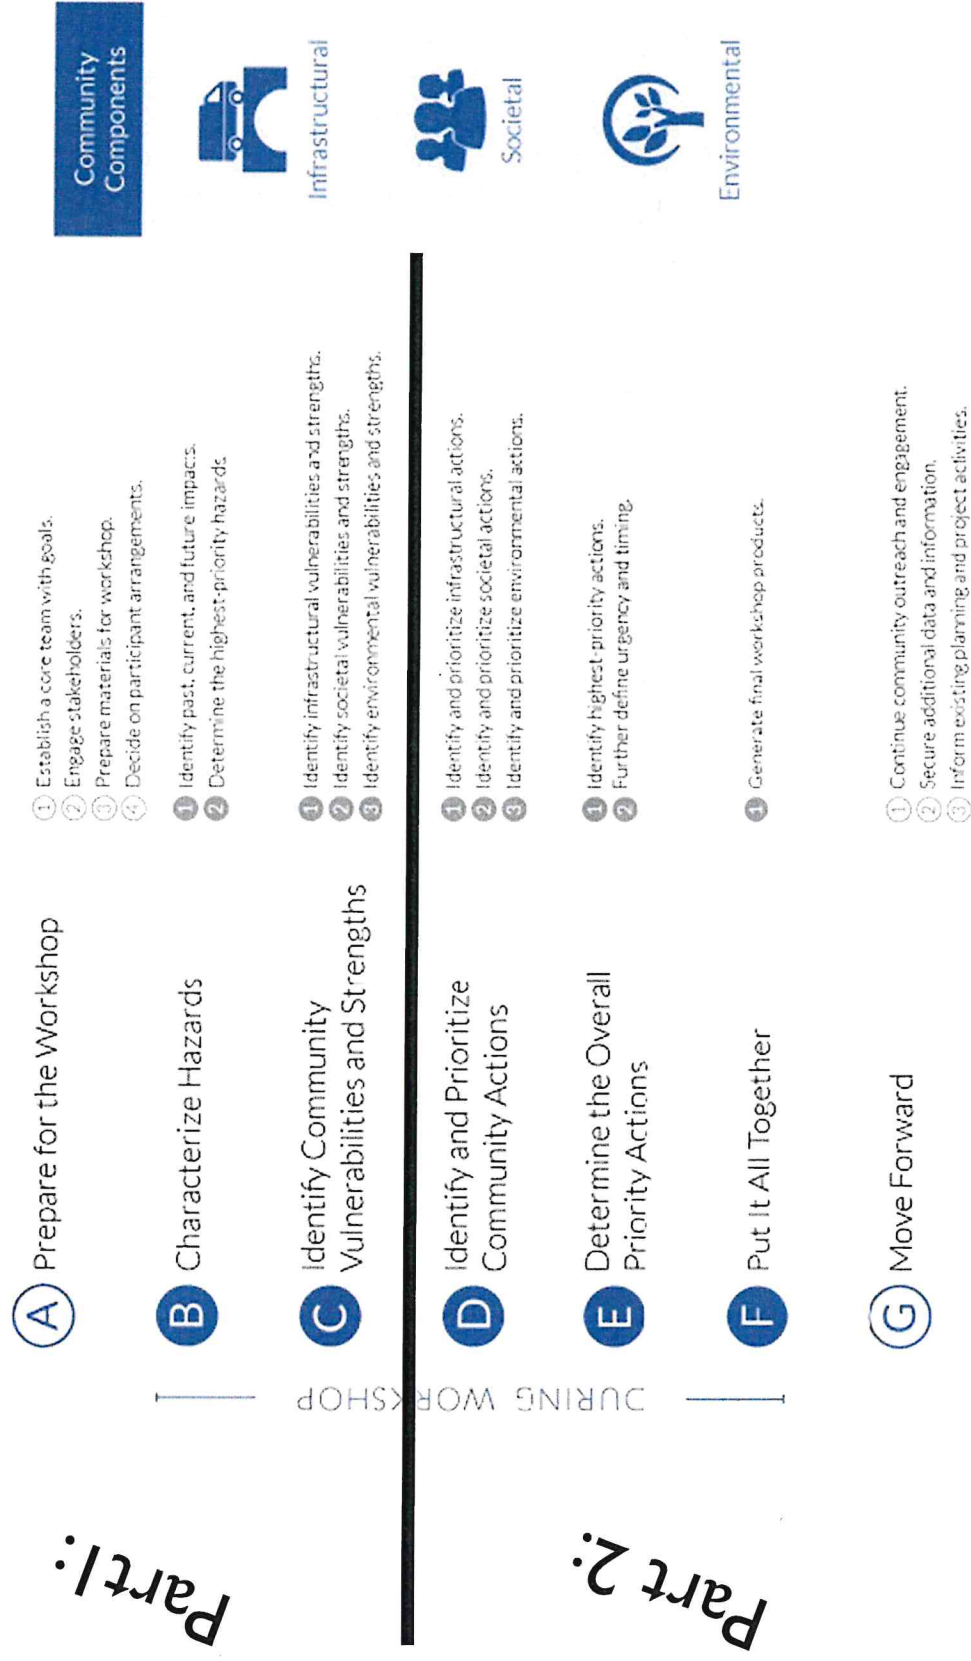 Part 1:
DURING WORKSHOP
A Prepare for the Workshop
1 Establish a core team with goals.
2 Engage stakeholders.
3 Prepare materials for workshop.
4 Decide on participant arrangements.
B Characterize Hazards
1 Identify past, current, and future impacts.
2 Determine the highest-priority hazards
C Identify Community
Vulnerabilities and Strengths
1 Identify infrastructural vulnerabilities and strengths.
2 Identify societal vulnerabilities and strengths.
3 Identify environmental vulnerabilities and strengths.
Part 2:
D Identify and Prioritize
Community Actions
1 Identify and prioritize infrastructural actions.
2 Identify and prioritize societal actions.
3 Identify and prioritize environmental actions.
E Determine the Overall
Priority Actions
1 Identify highest-priority actions.
2 Further define urgency and timing.
F Put It All Together
1 Generate final workshop products.
G Move Forward
1 Continue community outreach and engagement.
2 Secure additional data and information.
3 Inform existing planning and project activities.
Community
Components
Infrastructural
Societal
Environmental